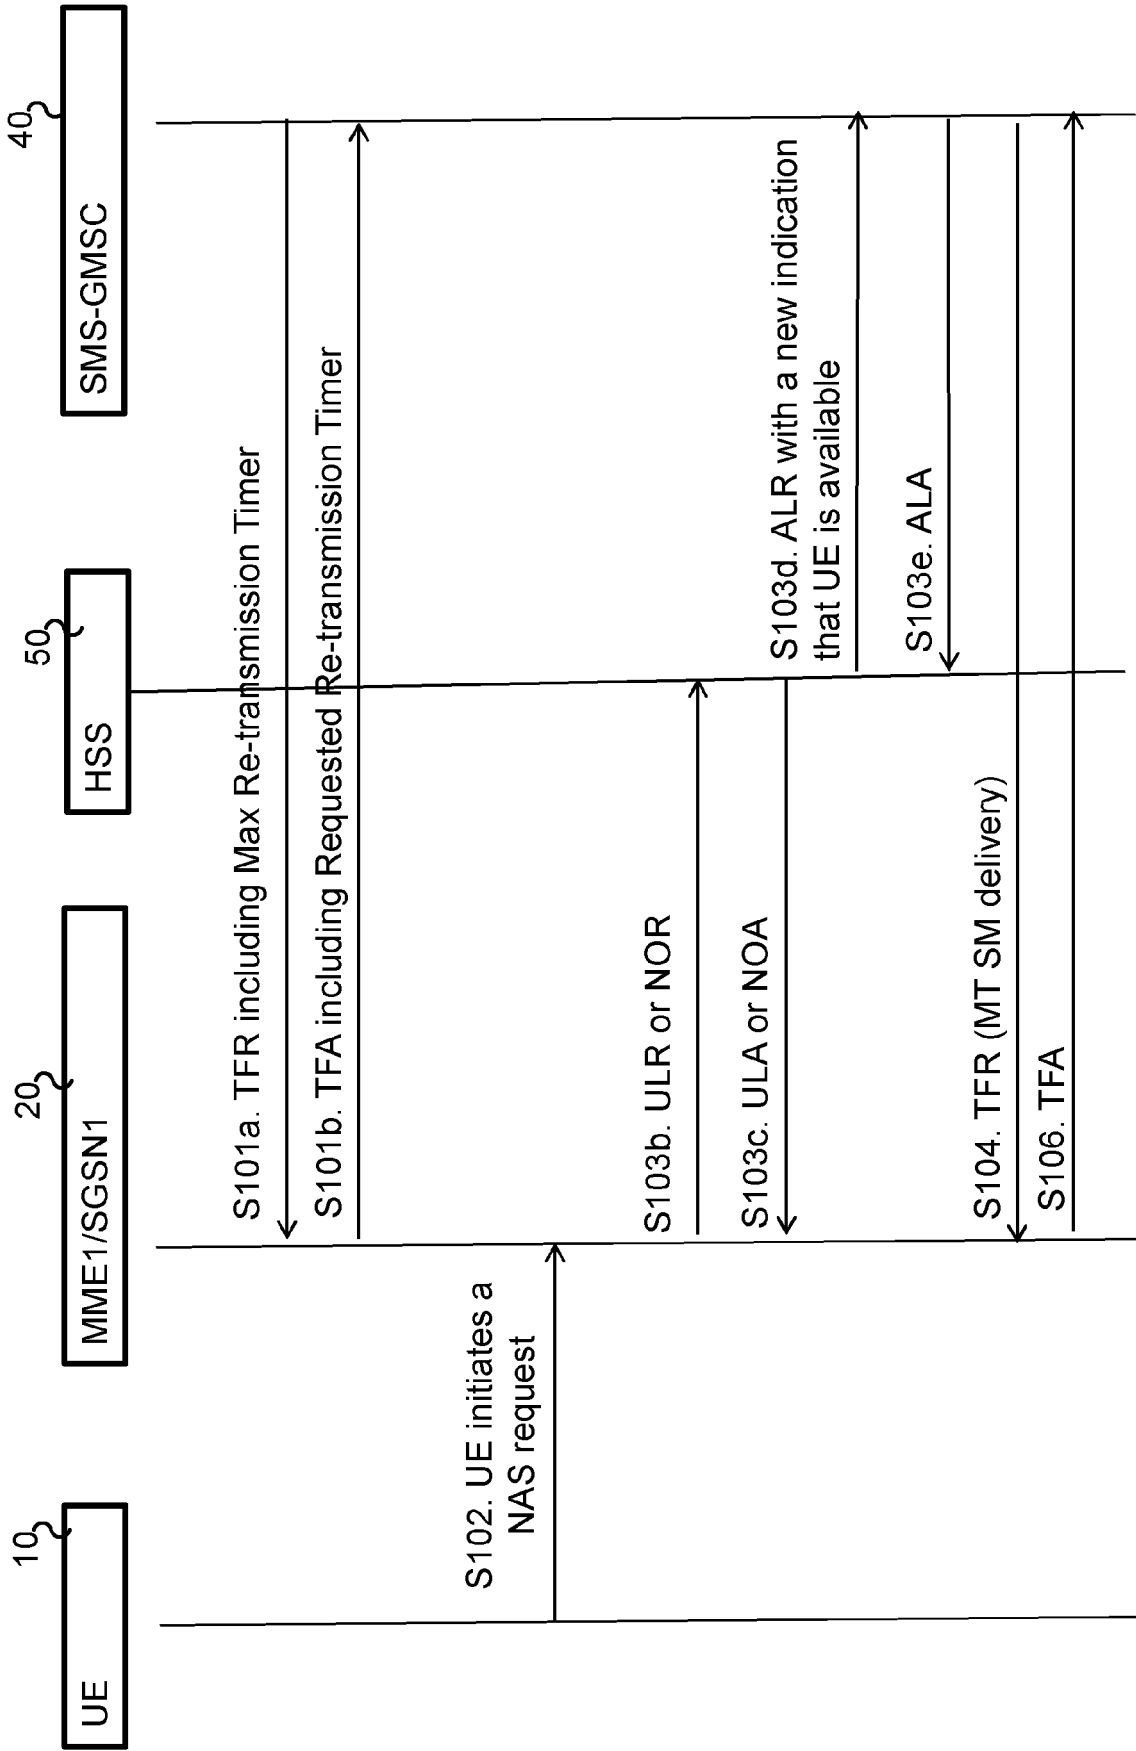 10
20
50
40
UE
MME1/SGSN1
HSS
SMS-GMSC
S101a. TFR including Max Re-transmission Timer
S101b. TFA including Requested Re-transmission Timer
S102. UE initiates a
NAS request
S103b. ULR or NOR
S103c. ULA or NOA
S103d. ALR with a new indication
that UE is available
S103e. ALA
S104. TFR (MT SM delivery)
S106. TFA